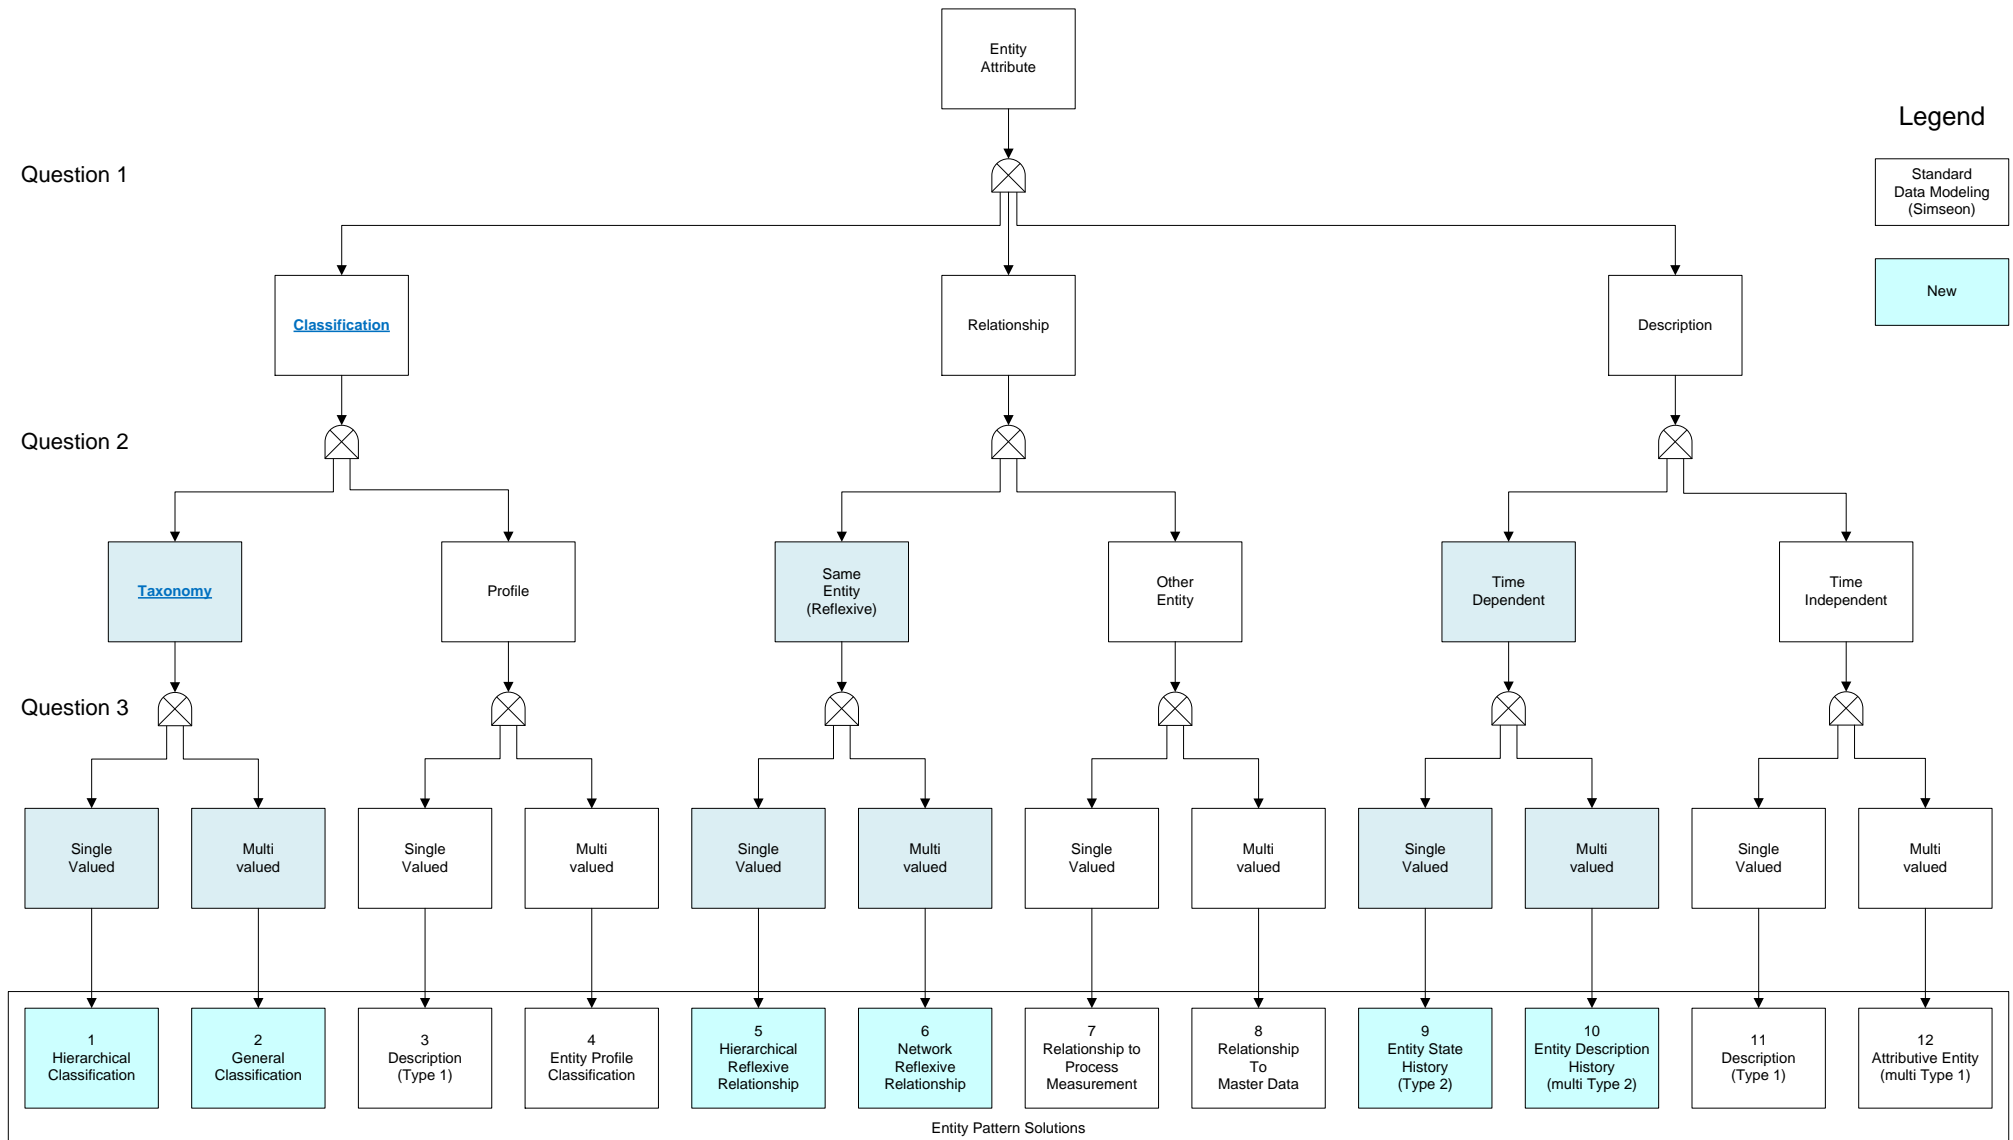 Entity
Attribute
Legend
Question 1
Standard
Data Modeling
(Simseon)
New
Classification
Relationship
Description
Question 2
Taxonomy
Profile
Same
Entity
(Reflexive)
Other
Entity
Time
Dependent
Time
Independent
Question 3
Single
Valued
Multi
valued
Single
Valued
Multi
valued
Single
Valued
Multi
valued
Single
Valued
Multi
valued
Single
Valued
Multi
valued
Single
Valued
Multi
valued
1
Hierarchical
Classification
2
General
Classification
3
Description
(Type 1)
4
Entity Profile
Classification
5
Hierarchical
Reflexive
Relationship
6
Network
Reflexive
Relationship
7
Relationship to
Process
Measurement
8
Relationship
To
Master Data
9
Entity State
History
(Type 2)
10
Entity Description
History
(multi Type 2)
11
Description
(Type 1)
12
Attributive Entity
(multi Type 1)
Entity Pattern Solutions